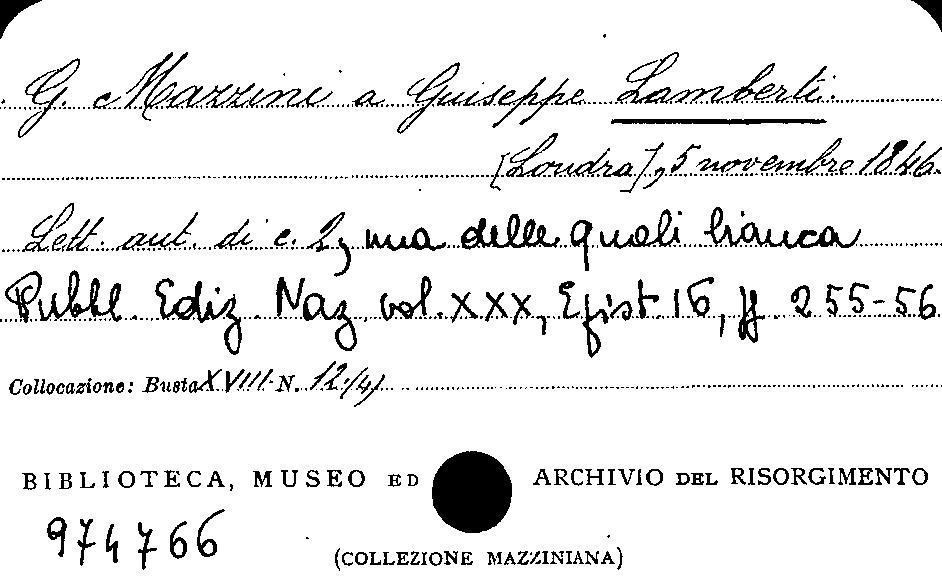 G. Mazzini a Giuseppe Lamberti.
[Londra], 5 novembre 1846.
Lett. aut. di c. 2, una delle quali bianca
Pubbl. Ediz. Naz. vol. XXX, Epist. 16, pp. 255-56
Collocazione: Busta XVIII N. 12(4)
BIBLIOTECA, MUSEO ED ARCHIVIO DEL RISORGIMENTO
974766
(COLLEZIONE MAZZINIANA)